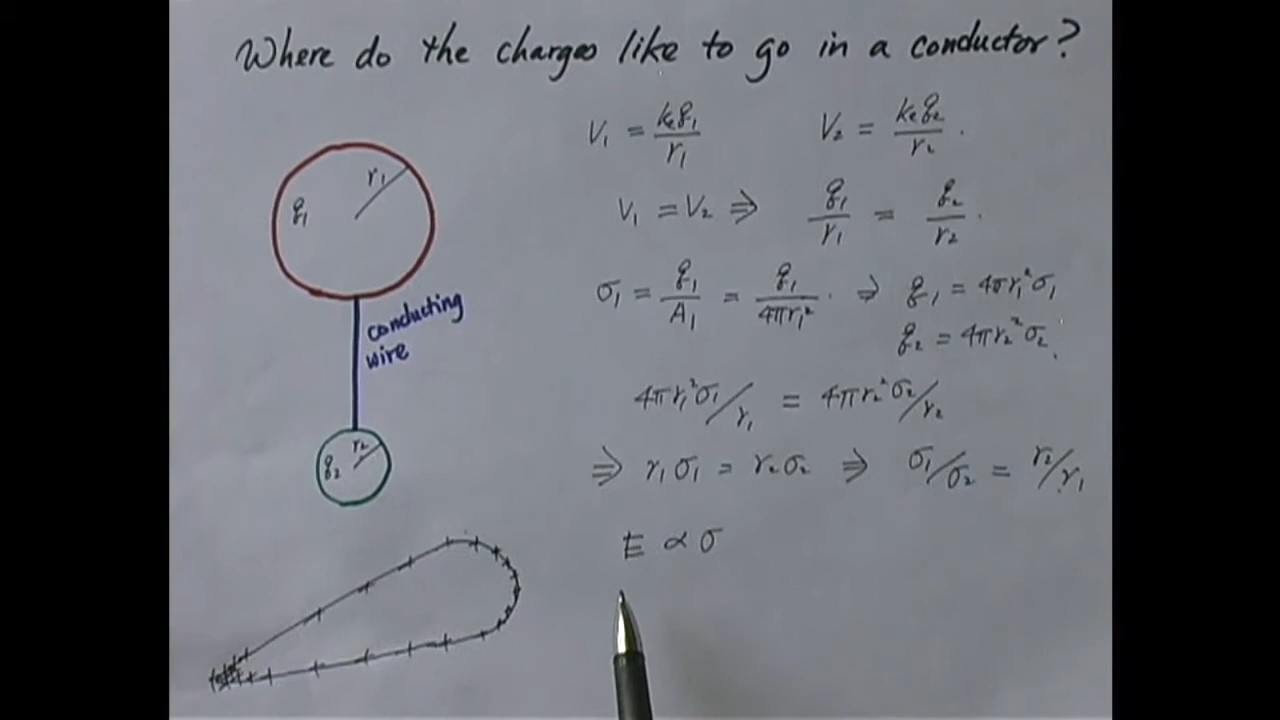 Where do the charges like to go in a conductor?
V₁ = kₑq₁/r₁    V₂ = kₑq₂/r₂.
V₁ = V₂ ⇒ q₁/r₁ = q₂/r₂.
σ₁ = q₁/A₁ = q₁/4πr₁². ⇒ q₁ = 4πr₁²σ₁
q₂ = 4πr₂²σ₂.
4πr₁²σ₁/r₁ = 4πr₂²σ₂/r₂
⇒ r₁σ₁ = r₂σ₂ ⇒ σ₁/σ₂ = r₂/r₁
E ∝ σ
r₁
q₁
conducting
wire
r₂
q₂